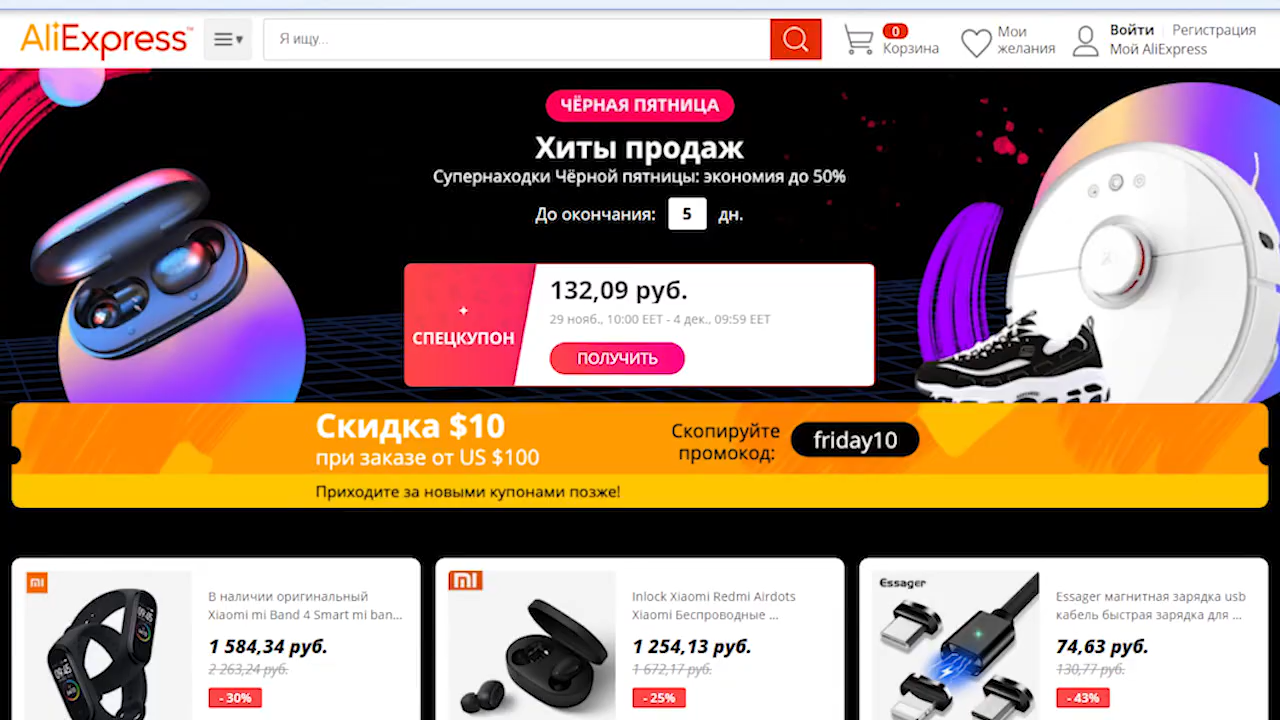 AliExpress™
Я ищу...
0
Корзина
Мои
желания
Войти | Регистрация
Мой AliExpress
ЧЁРНАЯ ПЯТНИЦА
Хиты продаж
Супернаходки Чёрной пятницы: экономия до 50%
До окончания: 5 дн.
+
СПЕЦКУПОН
132,09 руб.
29 нояб., 10:00 EET - 4 дек., 09:59 EET
ПОЛУЧИТЬ
Скидка $10
при заказе от US $100
Скопируйте
промокод:
friday10
Приходите за новыми купонами позже!
mi
В наличии оригинальный
Xiaomi mi Band 4 Smart mi ban...
1 584,34 руб.
2 263,24 руб.
- 30%
mi
Inlock Xiaomi Redmi Airdots
Xiaomi Беспроводные ...
1 254,13 руб.
1 672,17 руб.
- 25%
Essager
Essager магнитная зарядка usb
кабель быстрая зарядка для ...
74,63 руб.
130,77 руб.
- 43%